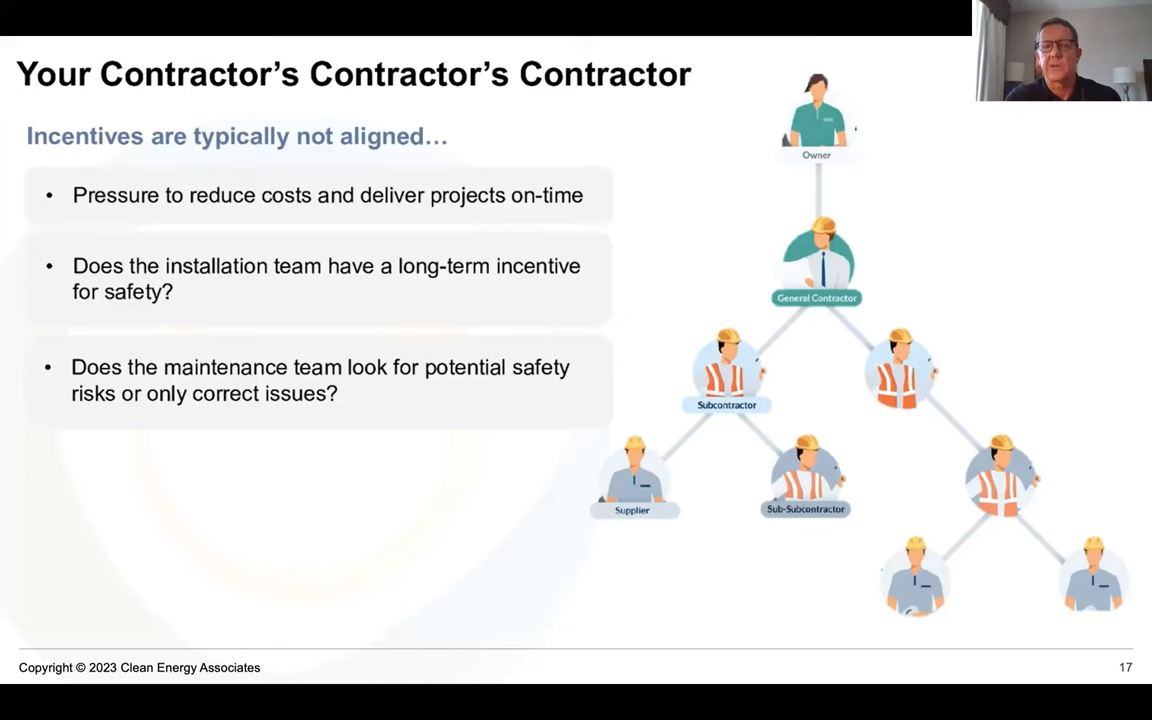 Your Contractor's Contractor's Contractor
Incentives are typically not aligned…
• Pressure to reduce costs and deliver projects on-time
• Does the installation team have a long-term incentive
for safety?
• Does the maintenance team look for potential safety
risks or only correct issues?
Owner
General Contractor
Subcontractor
Supplier
Sub-Subcontractor
Copyright © 2023 Clean Energy Associates
17